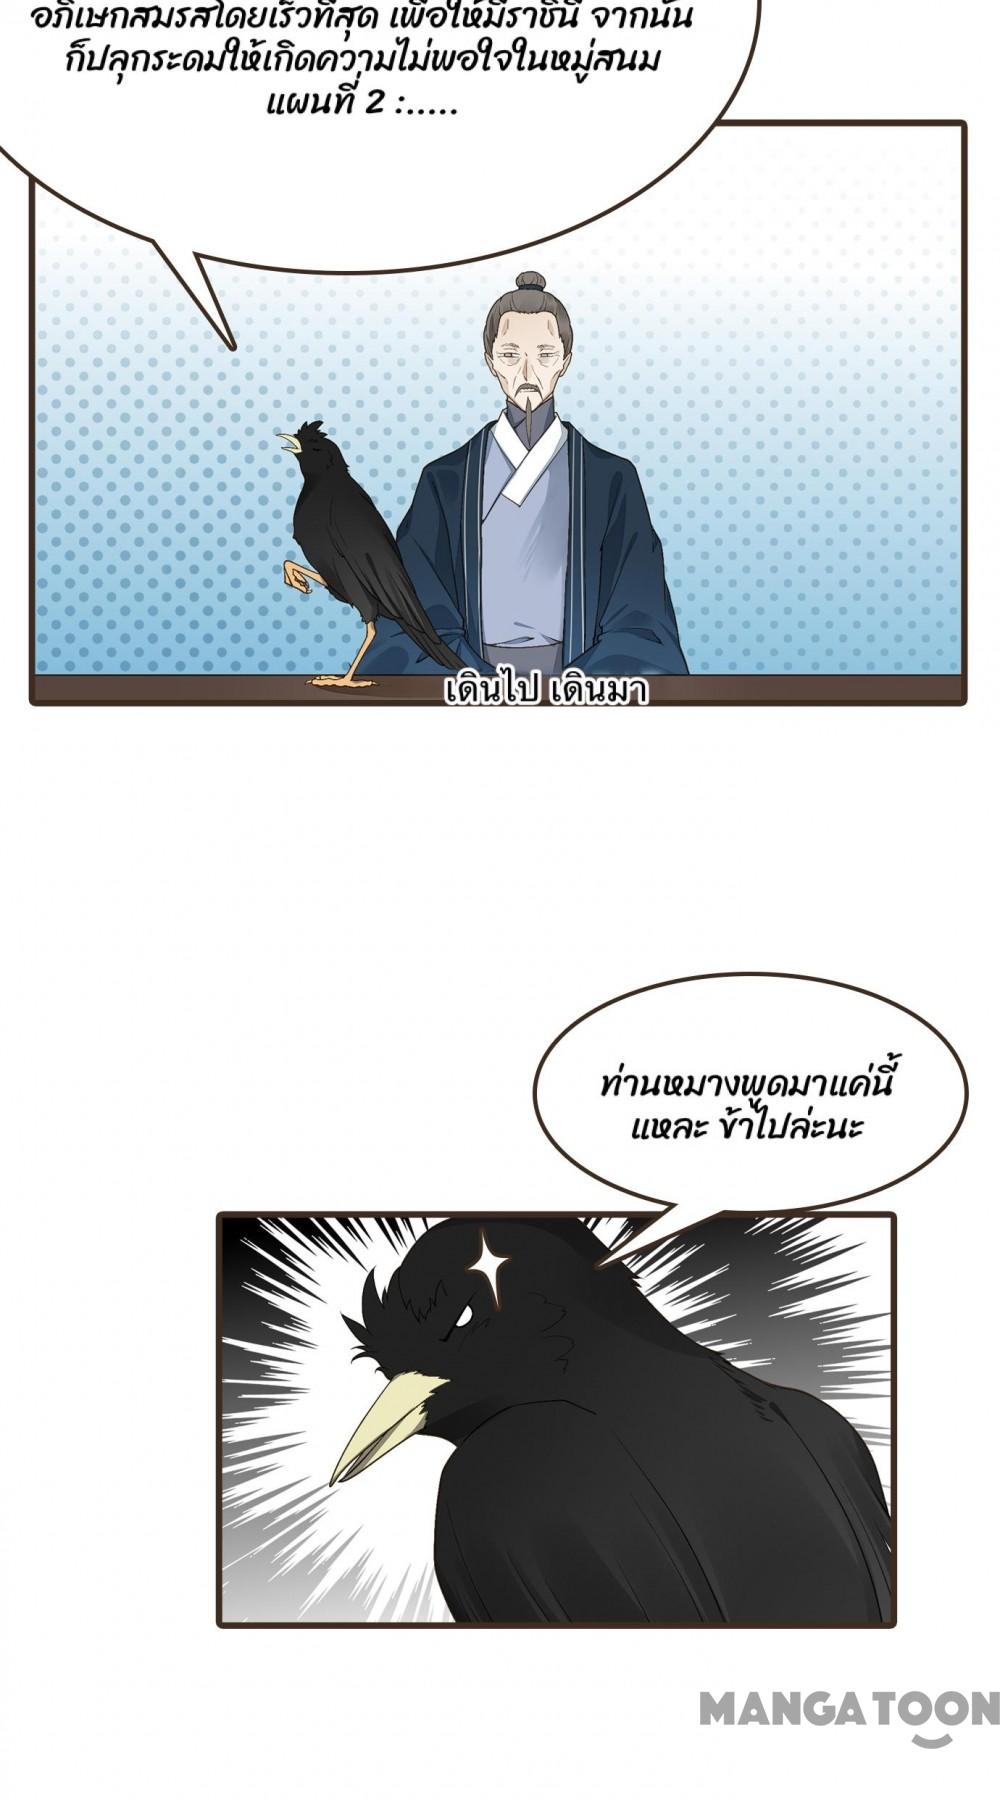 อภิเษกสมรสโดยเร็วที่สุด เพื่อให้มีราชินี จากนั้น
ก็ปลุกระดมให้เกิดความไม่พอใจในหมู่สนม
แผนที่ 2 :.....
เดินไป เดินมา
ท่านหมางพูดมาแค่นี้
แหละ ข้าไปล่ะนะ
MANGATOON